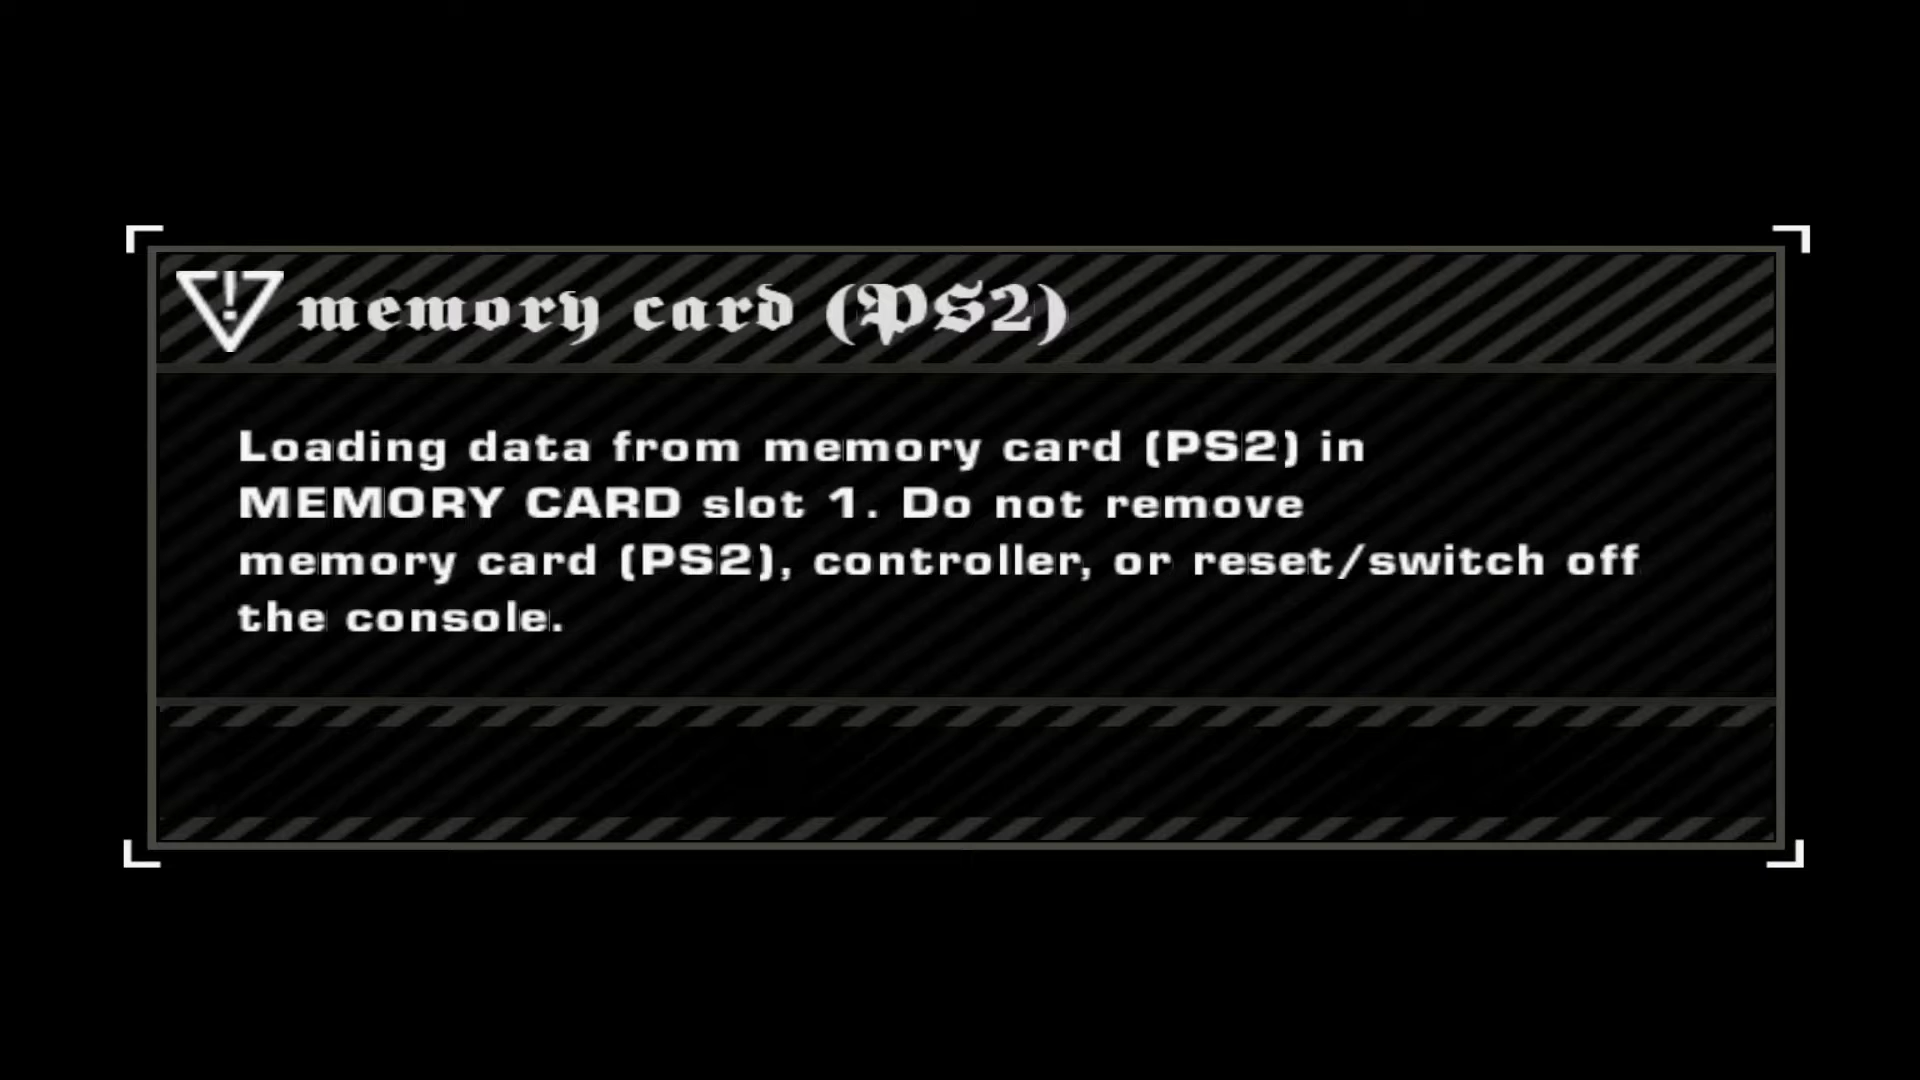 memory card (PS2)
Loading data from memory card (PS2) in
MEMORY CARD slot 1. Do not remove
memory card (PS2), controller, or reset/switch off
the console.